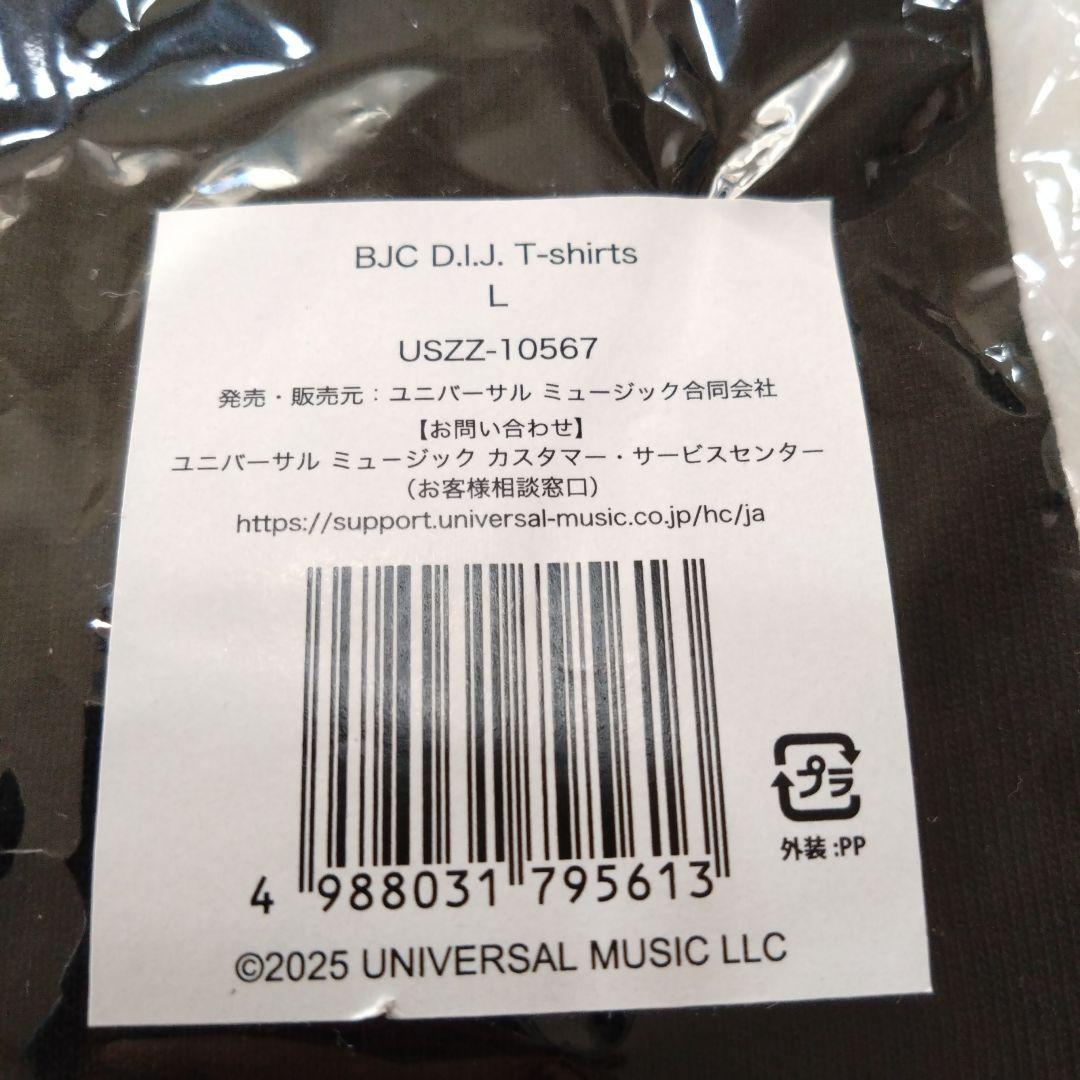 BJC D.I.J. T-shirts
L
USZZ-10567
発売・販売元：ユニバーサル ミュージック合同会社
【お問い合わせ】
ユニバーサル ミュージック カスタマー・サービスセンター
（お客様相談窓口）
https://support.universal-music.co.jp/hc/ja
プラ
外装:PP
4 988031 795613
©2025 UNIVERSAL MUSIC LLC